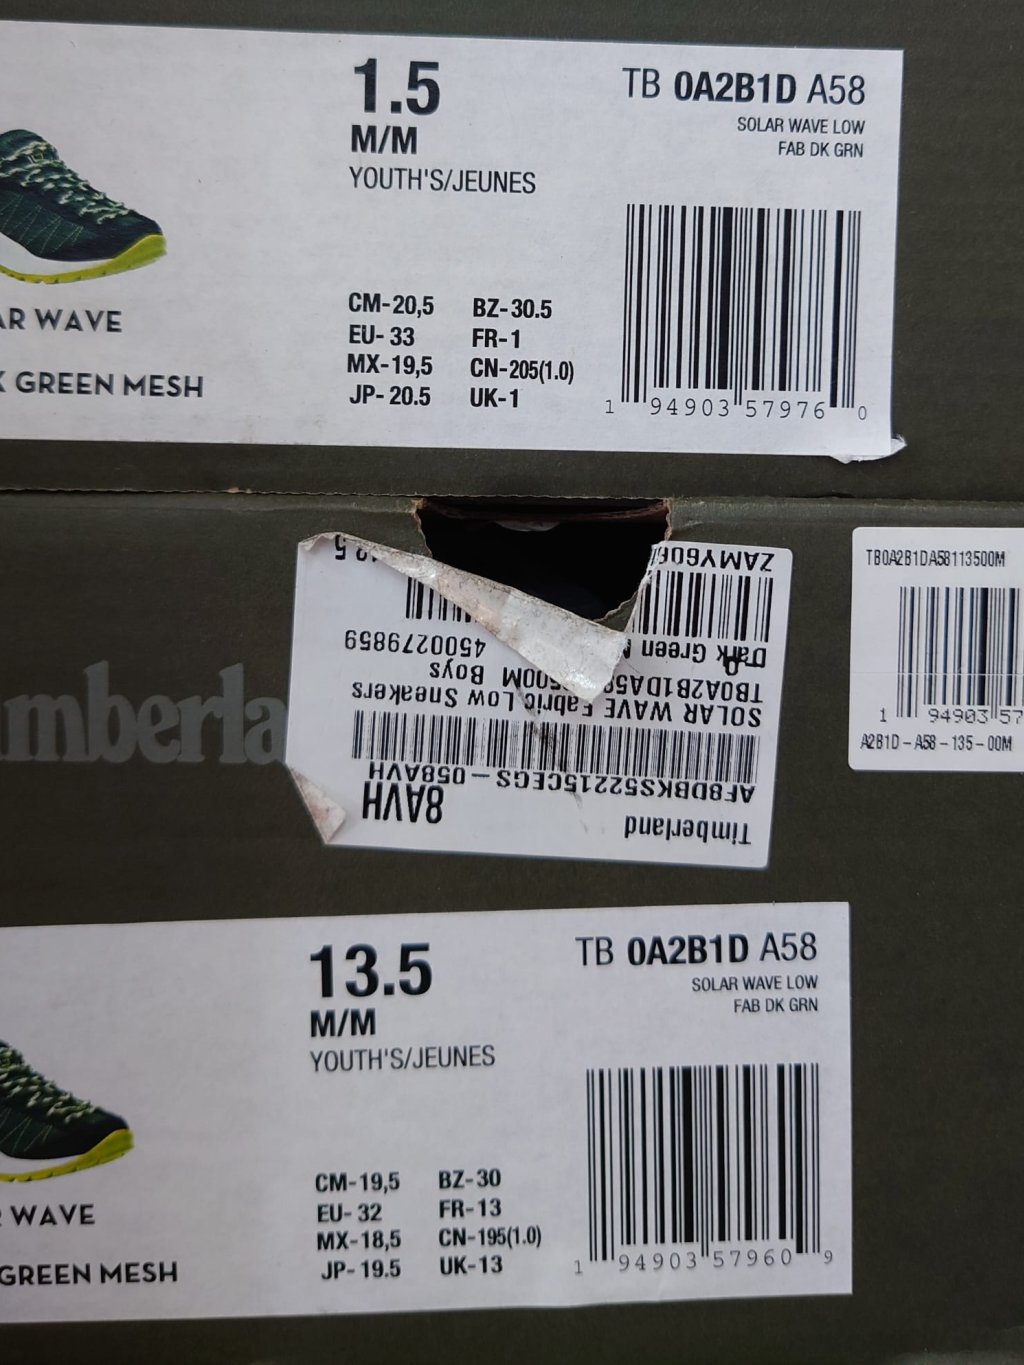 1.5
M/M
YOUTH'S/JEUNES
TB 0A2B1D A58
SOLAR WAVE LOW
FAB DK GRN
WAVE
GREEN MESH
CM-20,5 BZ-30.5
EU- 33 FR-1
MX-19,5 CN-205(1.0)
JP- 20.5 UK-1
1 94903 57976 0
Timberland
8AVH
AF8DBKS52215CEGS - 058AVH
SOLAR WAVE Fabric Low Sneakers
Boys
Dark Green
4500279859
TB0A2B1DA58113500M
1 94903 57
A2B1D - A58 - 135 - 00M
13.5
M/M
YOUTH'S/JEUNES
TB 0A2B1D A58
SOLAR WAVE LOW
FAB DK GRN
WAVE
GREEN MESH
CM-19,5 BZ-30
EU- 32 FR-13
MX-18,5 CN-195(1.0)
JP- 19.5 UK-13
1 94903 57960 9